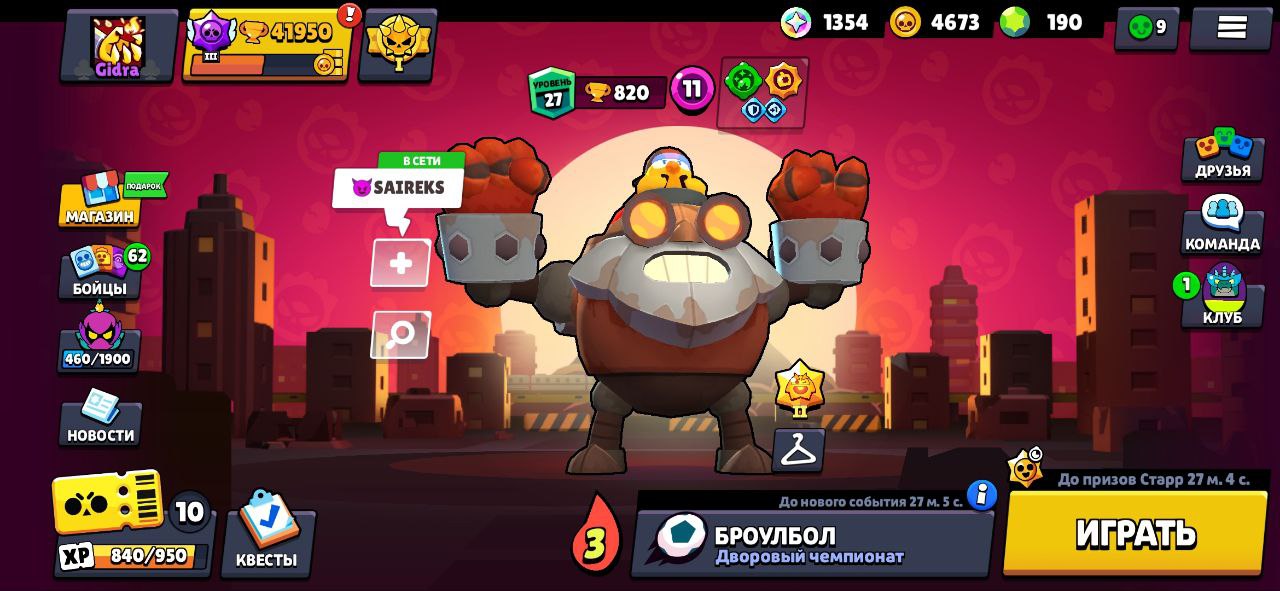 Gidra
III
41950
!
I
1354
4673
190
9
УРОВЕНЬ
27
820
11
В СЕТИ
SAIREKS
ПОДАРОК
МАГАЗИН
62
БОЙЦЫ
460/1900
НОВОСТИ
ДРУЗЬЯ
КОМАНДА
1
КЛУБ
II
10
XP 840/950
КВЕСТЫ
3
До нового события 27 м. 5 с.
i
БРОУЛБОЛ
Дворовый чемпионат
До призов Старр 27 м. 4 с.
ИГРАТЬ